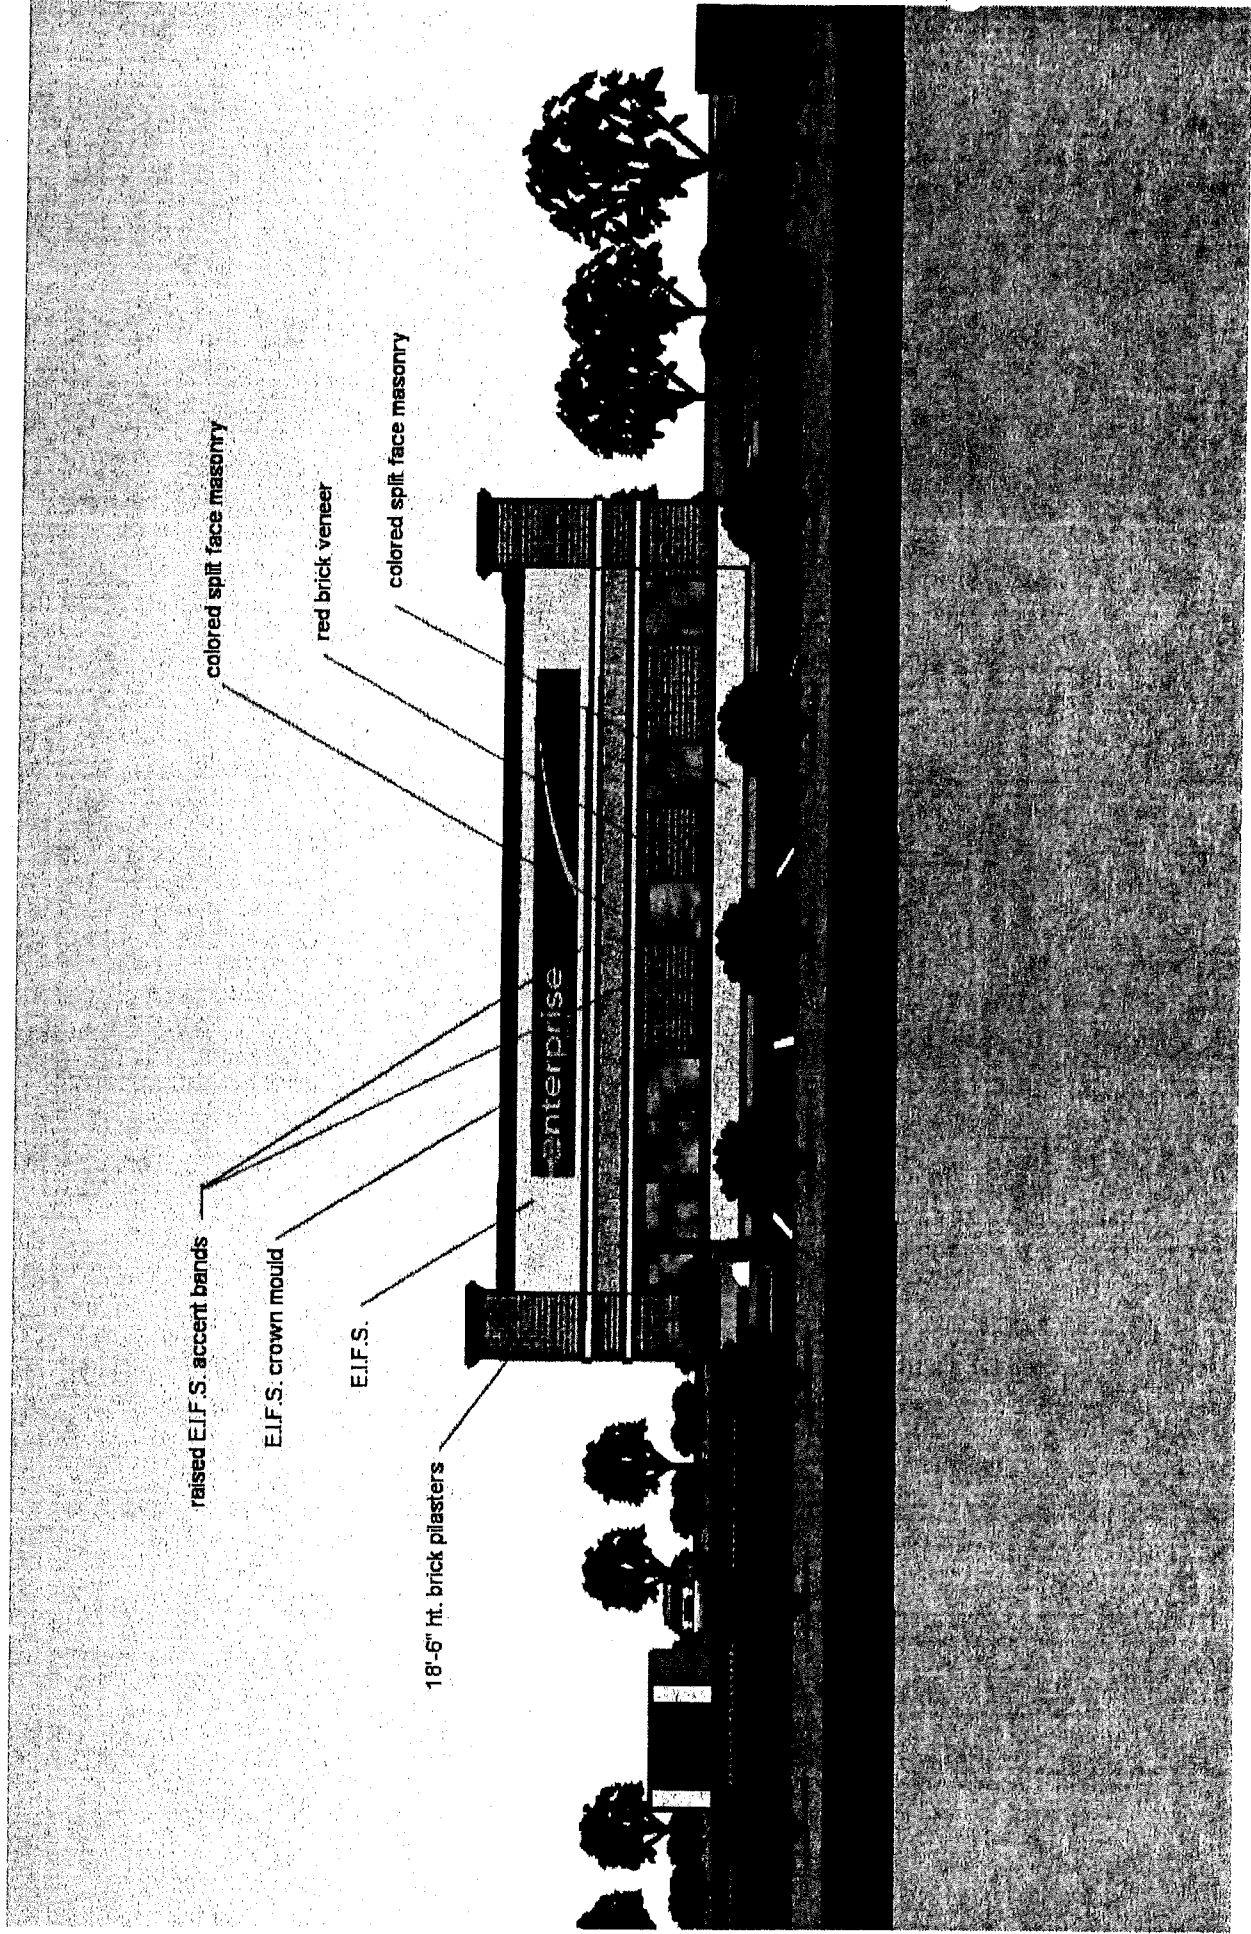 raised E.I.F.S. accent bands
colored split face masonry
E.I.F.S. crown mould
red brick veneer
E.I.F.S.
colored split face masonry
18'-6" ht. brick pilasters
enterprise